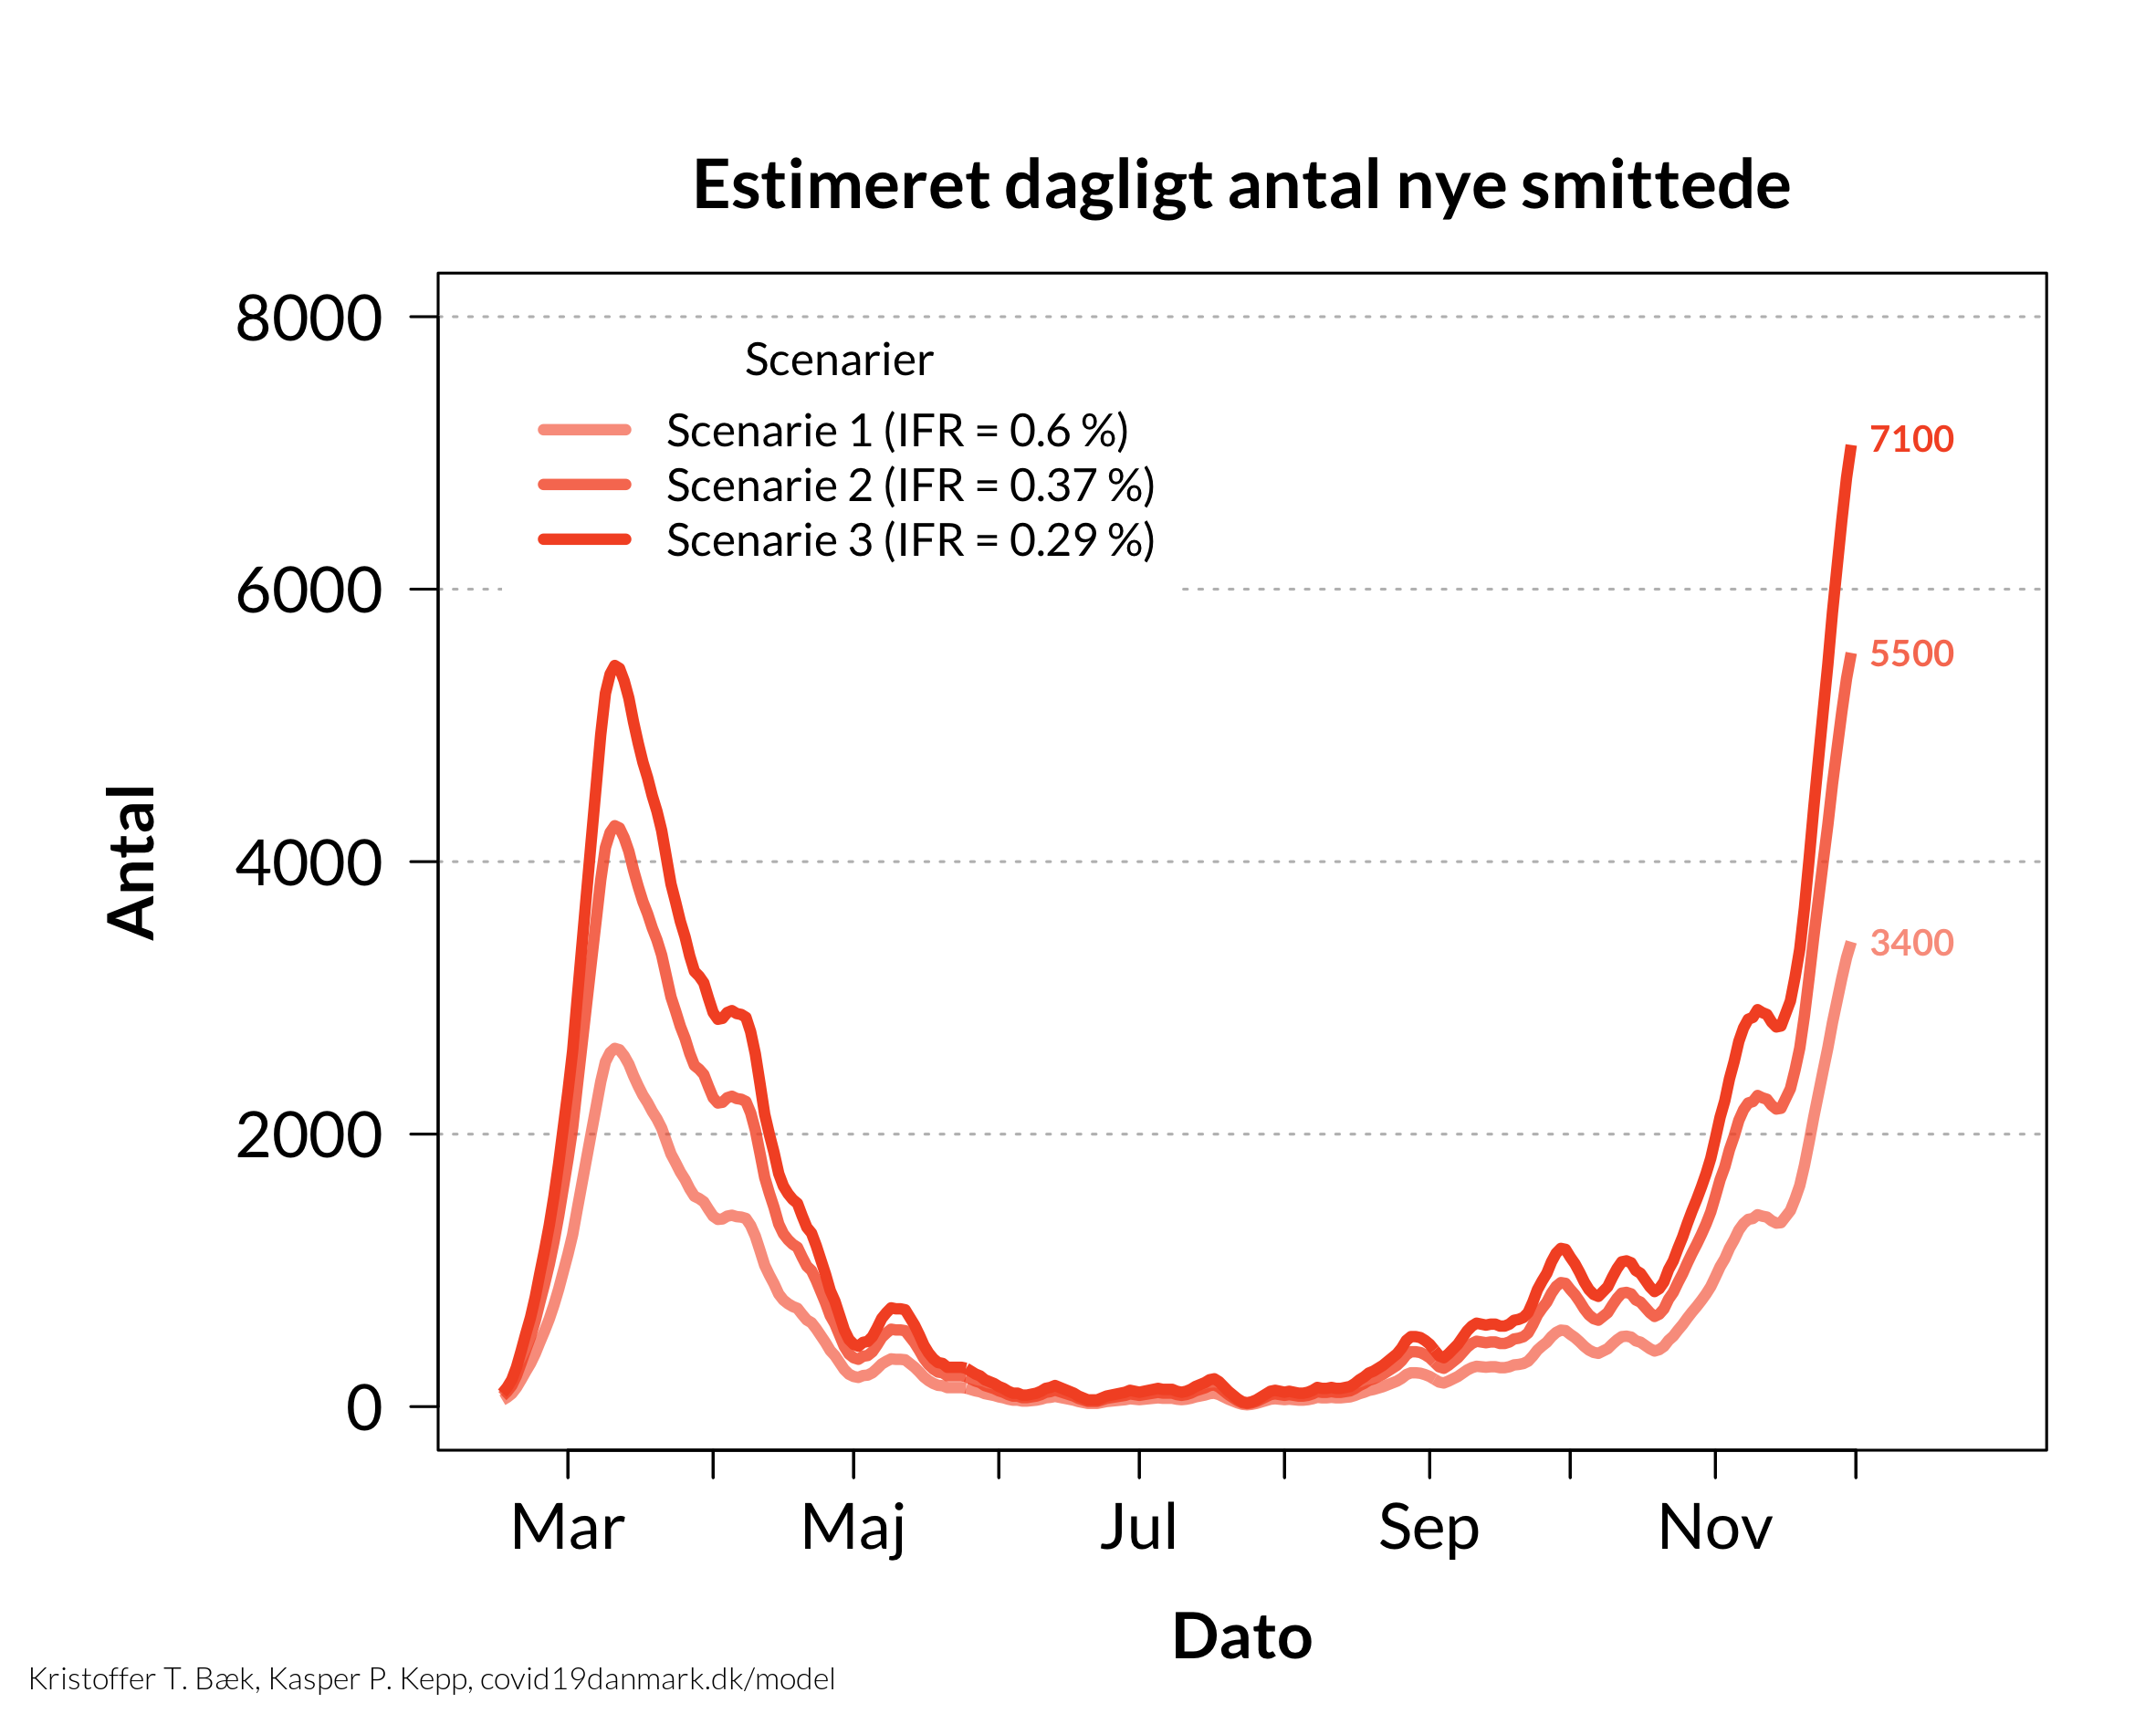 Estimeret dagligt antal nye smittede
8000
6000
4000
2000
0
Antal
Scenarier
Scenarie 1 (IFR = 0.6 %)
Scenarie 2 (IFR = 0.37 %)
Scenarie 3 (IFR = 0.29 %)
7100
5500
3400
Mar Maj Jul Sep Nov
Dato
Kristoffer T. Bæk, Kasper P. Kepp, covid19danmark.dk/model